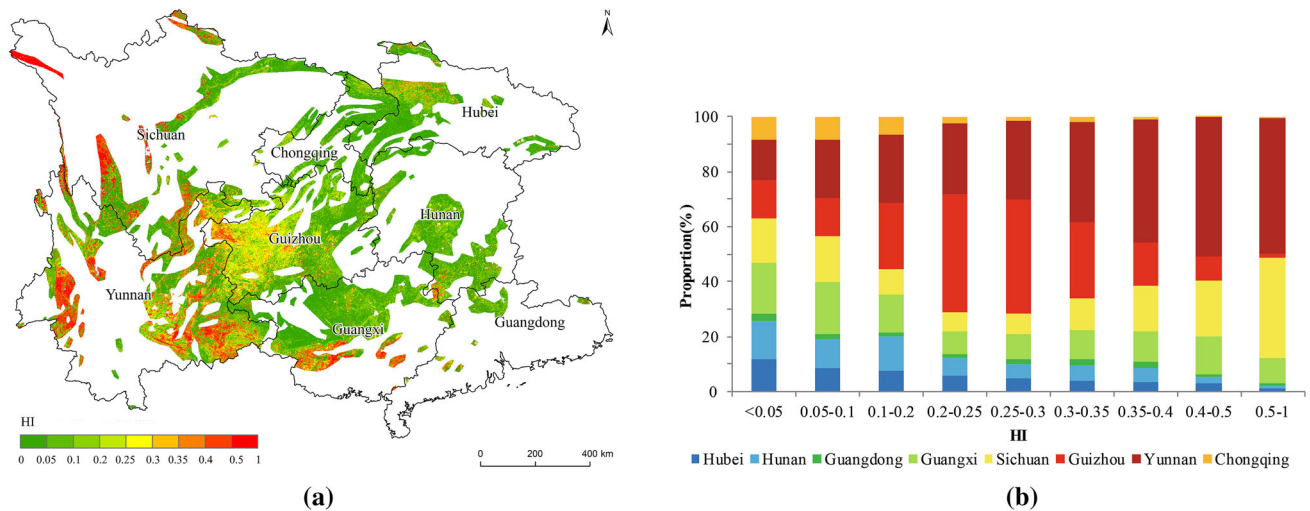 N
Hubei
Sichuan
Chongqing
Hunan
Guizhou
Yunnan
Guangxi
Guangdong
HI
0 0.05 0.1 0.2 0.25 0.3 0.35 0.4 0.5 1
0 200 400 km
(a)
Proportion(%)
100
80
60
40
20
0
<0.05 0.05-0.1 0.1-0.2 0.2-0.25 0.25-0.3 0.3-0.35 0.35-0.4 0.4-0.5 0.5-1
HI
Hubei Hunan Guangdong Guangxi Sichuan Guizhou Yunnan Chongqing
(b)